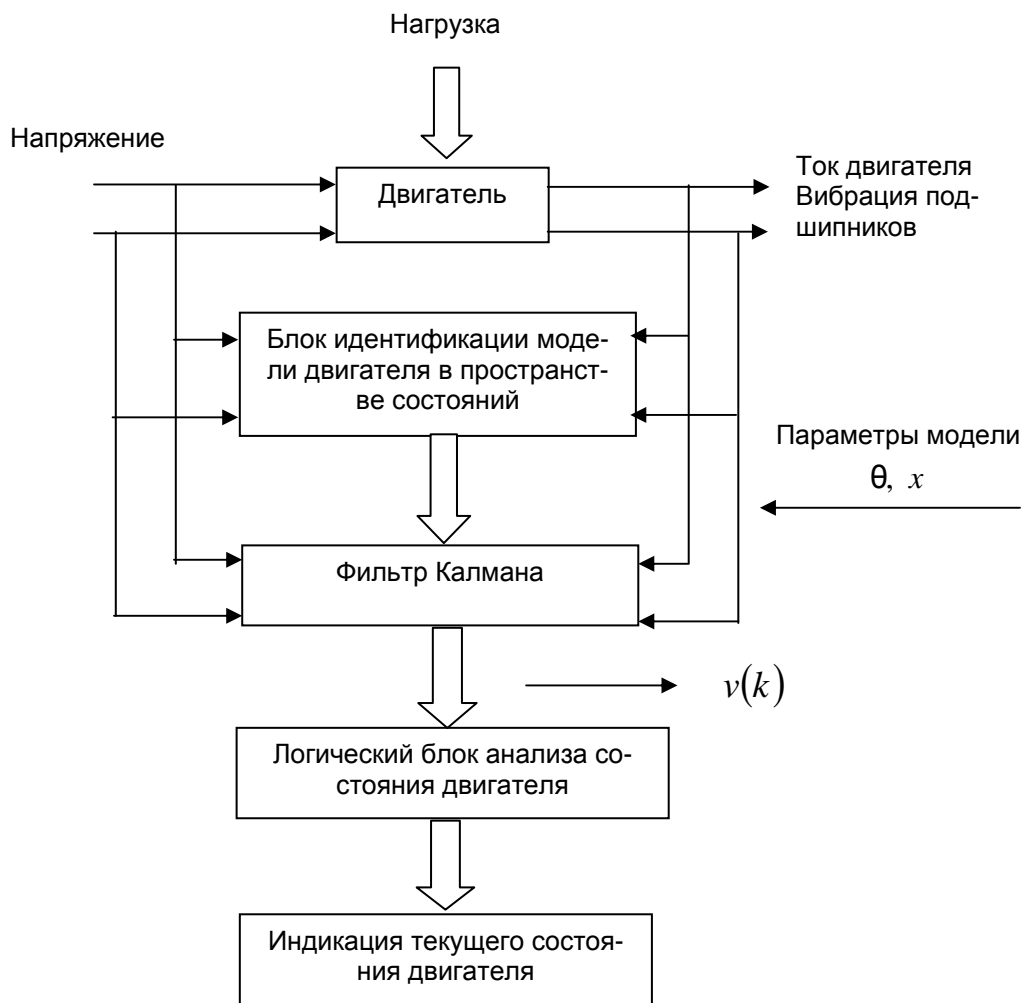 Нагрузка
Напряжение
Двигатель
Ток двигателя
Вибрация под-
шипников
Блок идентификации моде-
ли двигателя в пространст-
ве состояний
Параметры модели
θ, x
Фильтр Калмана
v(k)
Логический блок анализа со-
стояния двигателя
Индикация текущего состоя-
ния двигателя